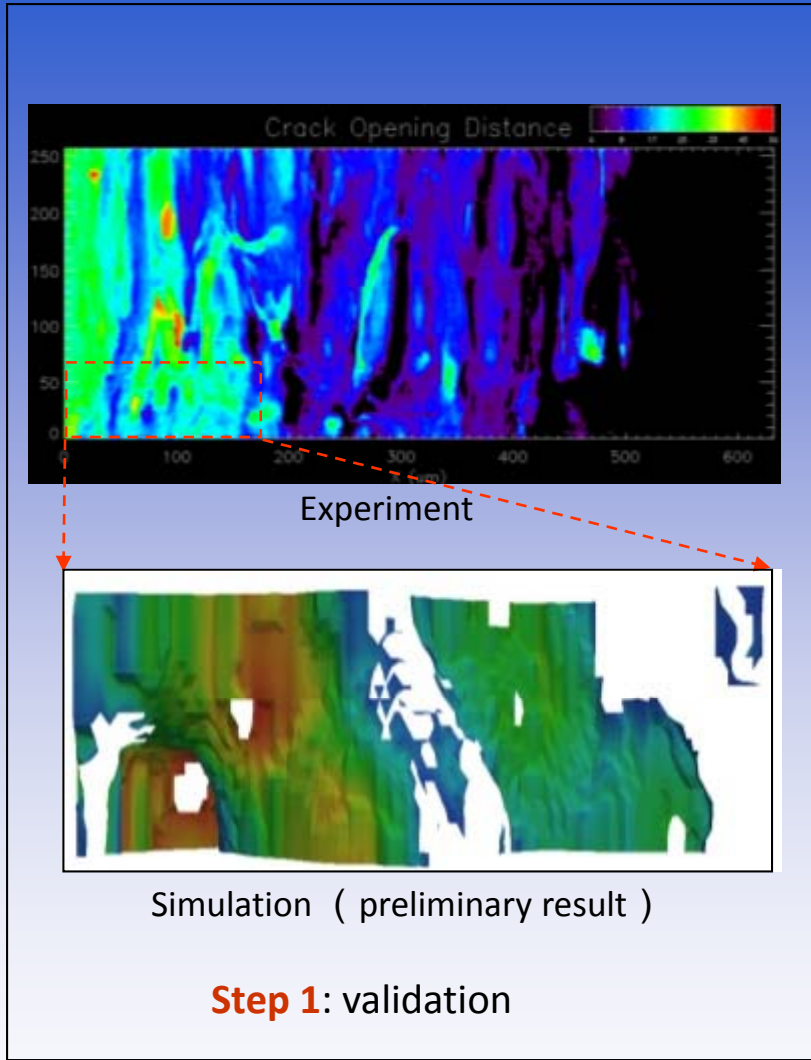 Crack Opening Distance
250
200
150
100
50
0
0 100 200 300 400 500 600
x (um)
Experiment
Simulation ( preliminary result )
Step 1: validation